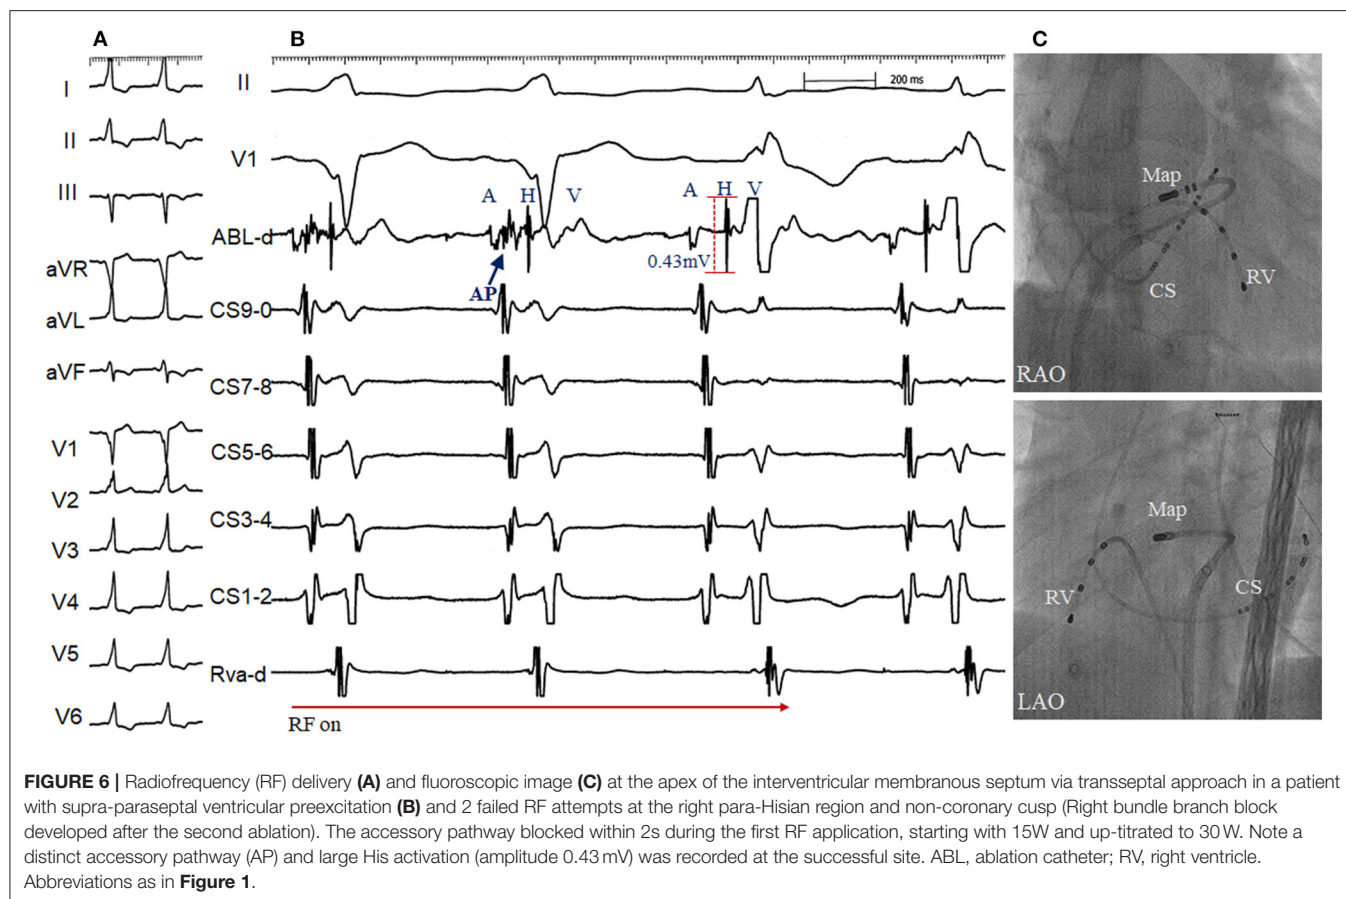 A
B
C
I
II
III
aVR
aVL
aVF
V1
V2
V3
V4
V5
V6
II
200 ms
V1
A H V
A H V
ABL-d
0.43mV
AP
CS9-0
CS7-8
CS5-6
CS3-4
CS1-2
Rva-d
RF on
Map
RV
CS
RAO
Map
RV
CS
LAO
FIGURE 6 | Radiofrequency (RF) delivery (A) and fluoroscopic image (C) at the apex of the interventricular membranous septum via transseptal approach in a patient
with supra-paraseptal ventricular preexcitation (B) and 2 failed RF attempts at the right para-Hisian region and non-coronary cusp (Right bundle branch block
developed after the second ablation). The accessory pathway blocked within 2s during the first RF application, starting with 15W and up-titrated to 30W. Note a
distinct accessory pathway (AP) and large His activation (amplitude 0.43 mV) was recorded at the successful site. ABL, ablation catheter; RV, right ventricle.
Abbreviations as in Figure 1.